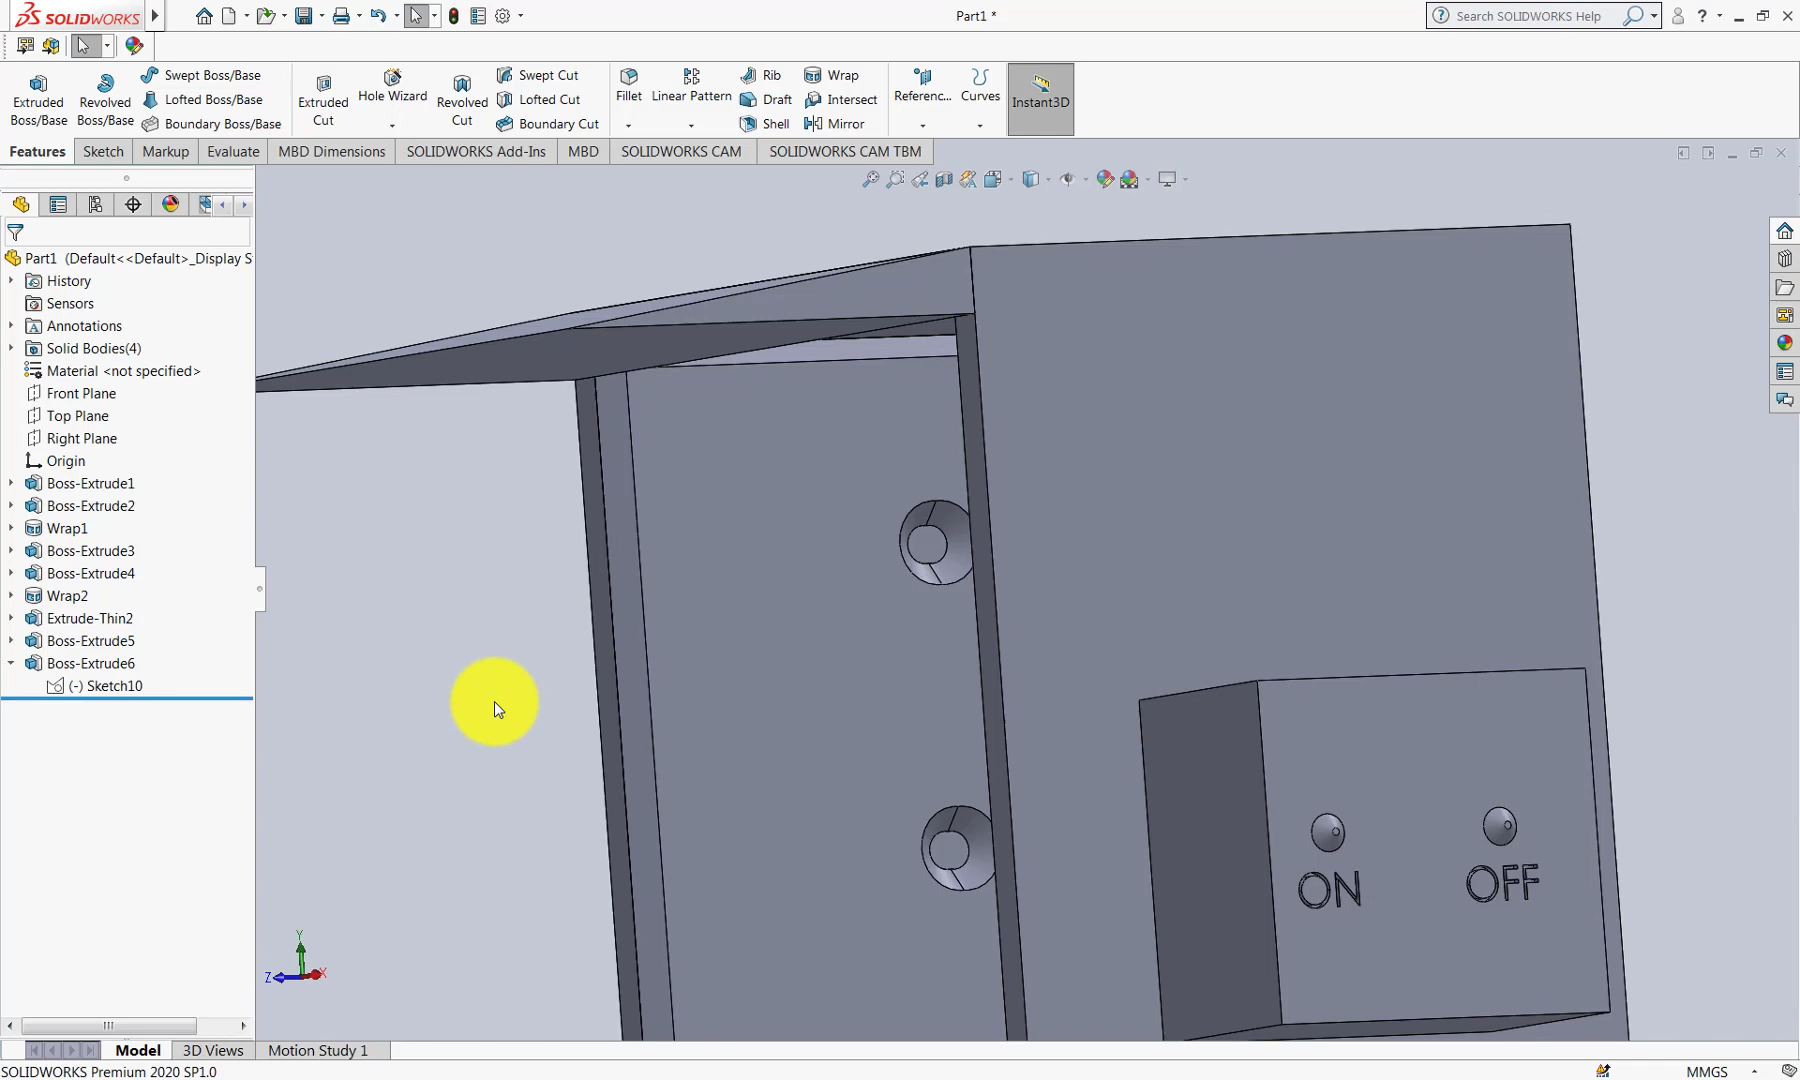 SOLIDWORKS
Part1 *
Search SOLIDWORKS Help
Extruded Boss/Base
Revolved Boss/Base
Swept Boss/Base
Lofted Boss/Base
Boundary Boss/Base
Extruded Cut
Hole Wizard
Revolved Cut
Swept Cut
Lofted Cut
Boundary Cut
Fillet
Linear Pattern
Rib
Draft
Shell
Wrap
Intersect
Mirror
Referenc...
Curves
Instant3D
Features
Sketch
Markup
Evaluate
MBD Dimensions
SOLIDWORKS Add-Ins
MBD
SOLIDWORKS CAM
SOLIDWORKS CAM TBM
Part1 (Default<<Default>_Display S
History
Sensors
Annotations
Solid Bodies(4)
Material <not specified>
Front Plane
Top Plane
Right Plane
Origin
Boss-Extrude1
Boss-Extrude2
Wrap1
Boss-Extrude3
Boss-Extrude4
Wrap2
Extrude-Thin2
Boss-Extrude5
Boss-Extrude6
(-) Sketch10
ON OFF
Y
Z X
Model
3D Views
Motion Study 1
SOLIDWORKS Premium 2020 SP1.0
MMGS